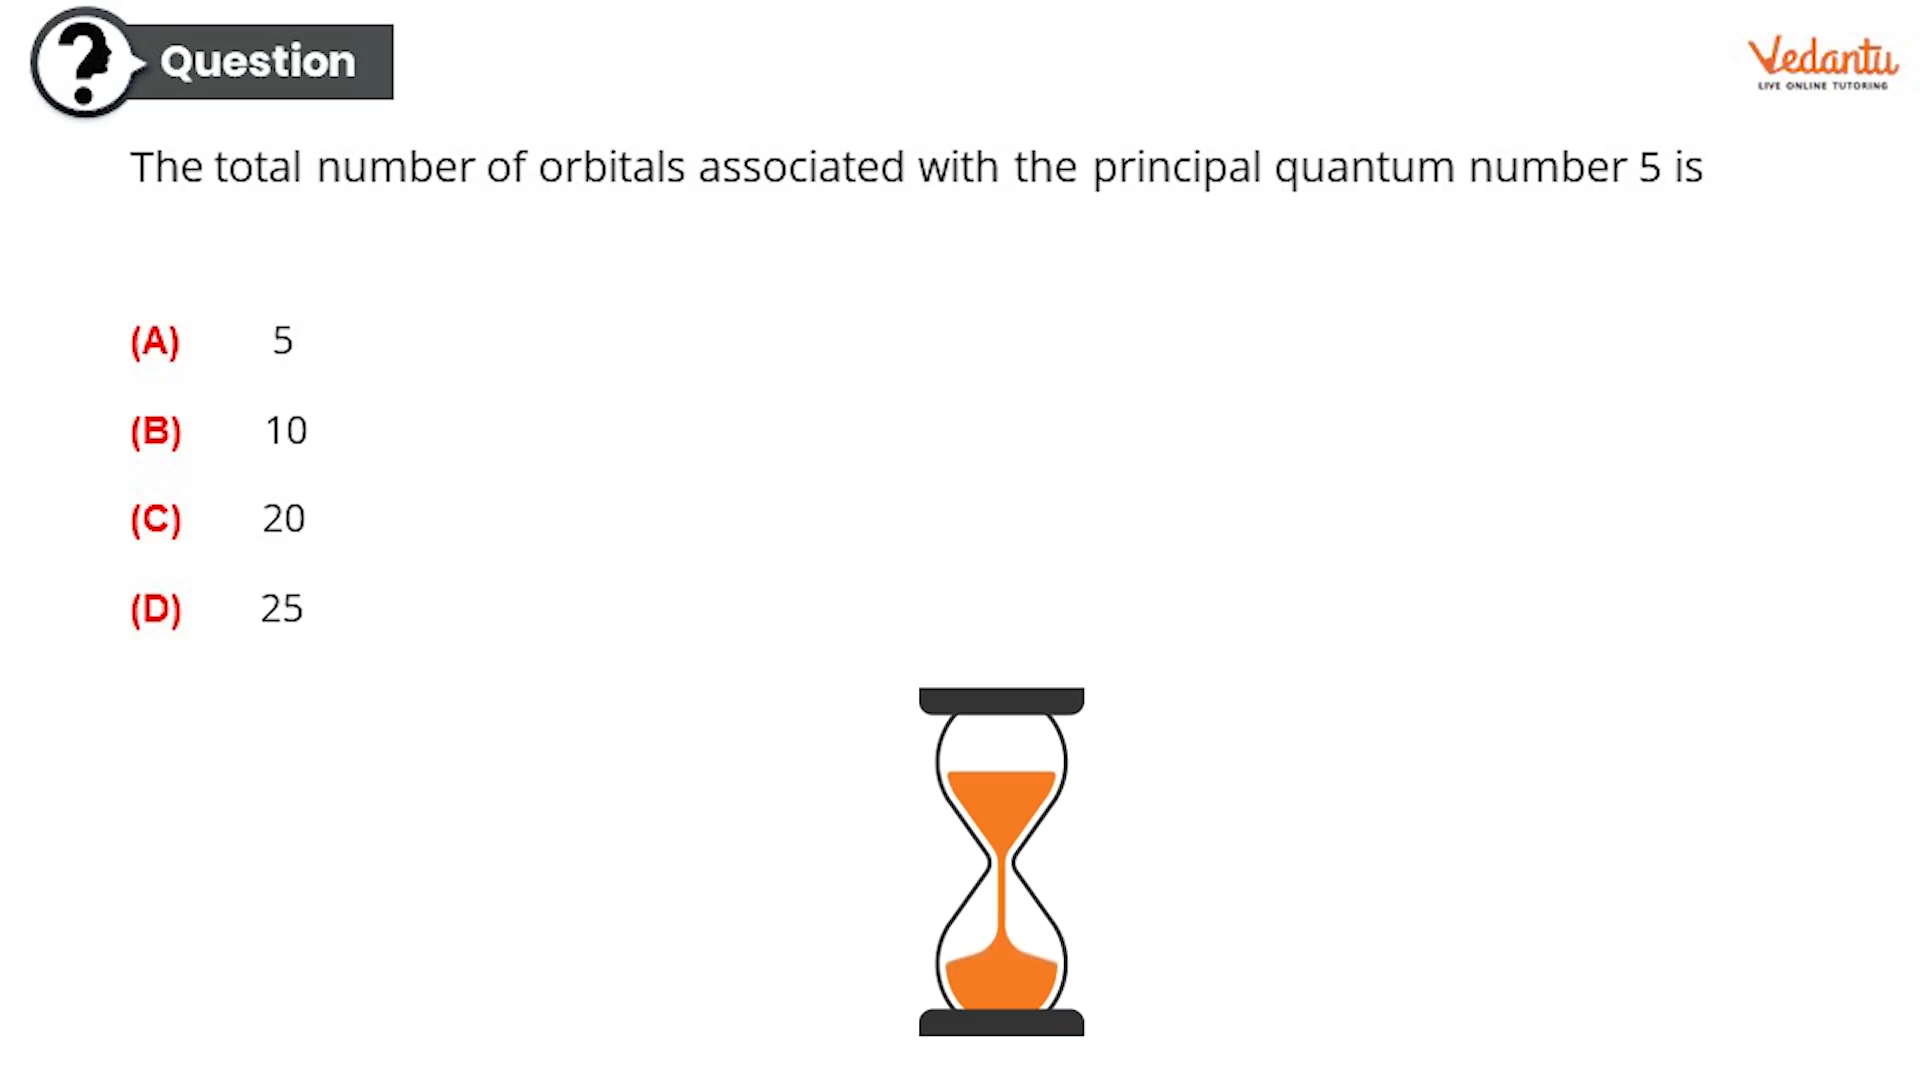 Question
Vedantu
LIVE ONLINE TUTORING
The total number of orbitals associated with the principal quantum number 5 is
(A) 5
(B) 10
(C) 20
(D) 25